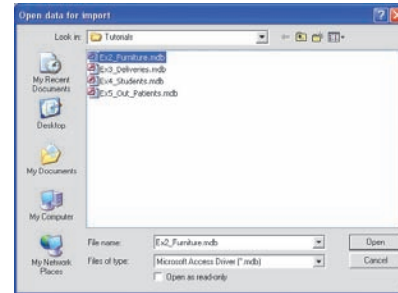 Open data for import
Look in: Tutorials
Ex2_Furniture.mdb
Ex3_Deliveries.mdb
Ex4_Students.mdb
Ex5_Out_Patients.mdb
My Recent
Documents
Desktop
My Documents
My Computer
My Network
Places
File name: Ex2_Furniture.mdb Open
Files of type: Microsoft Access Driver (*.mdb) Cancel
Open as read-only